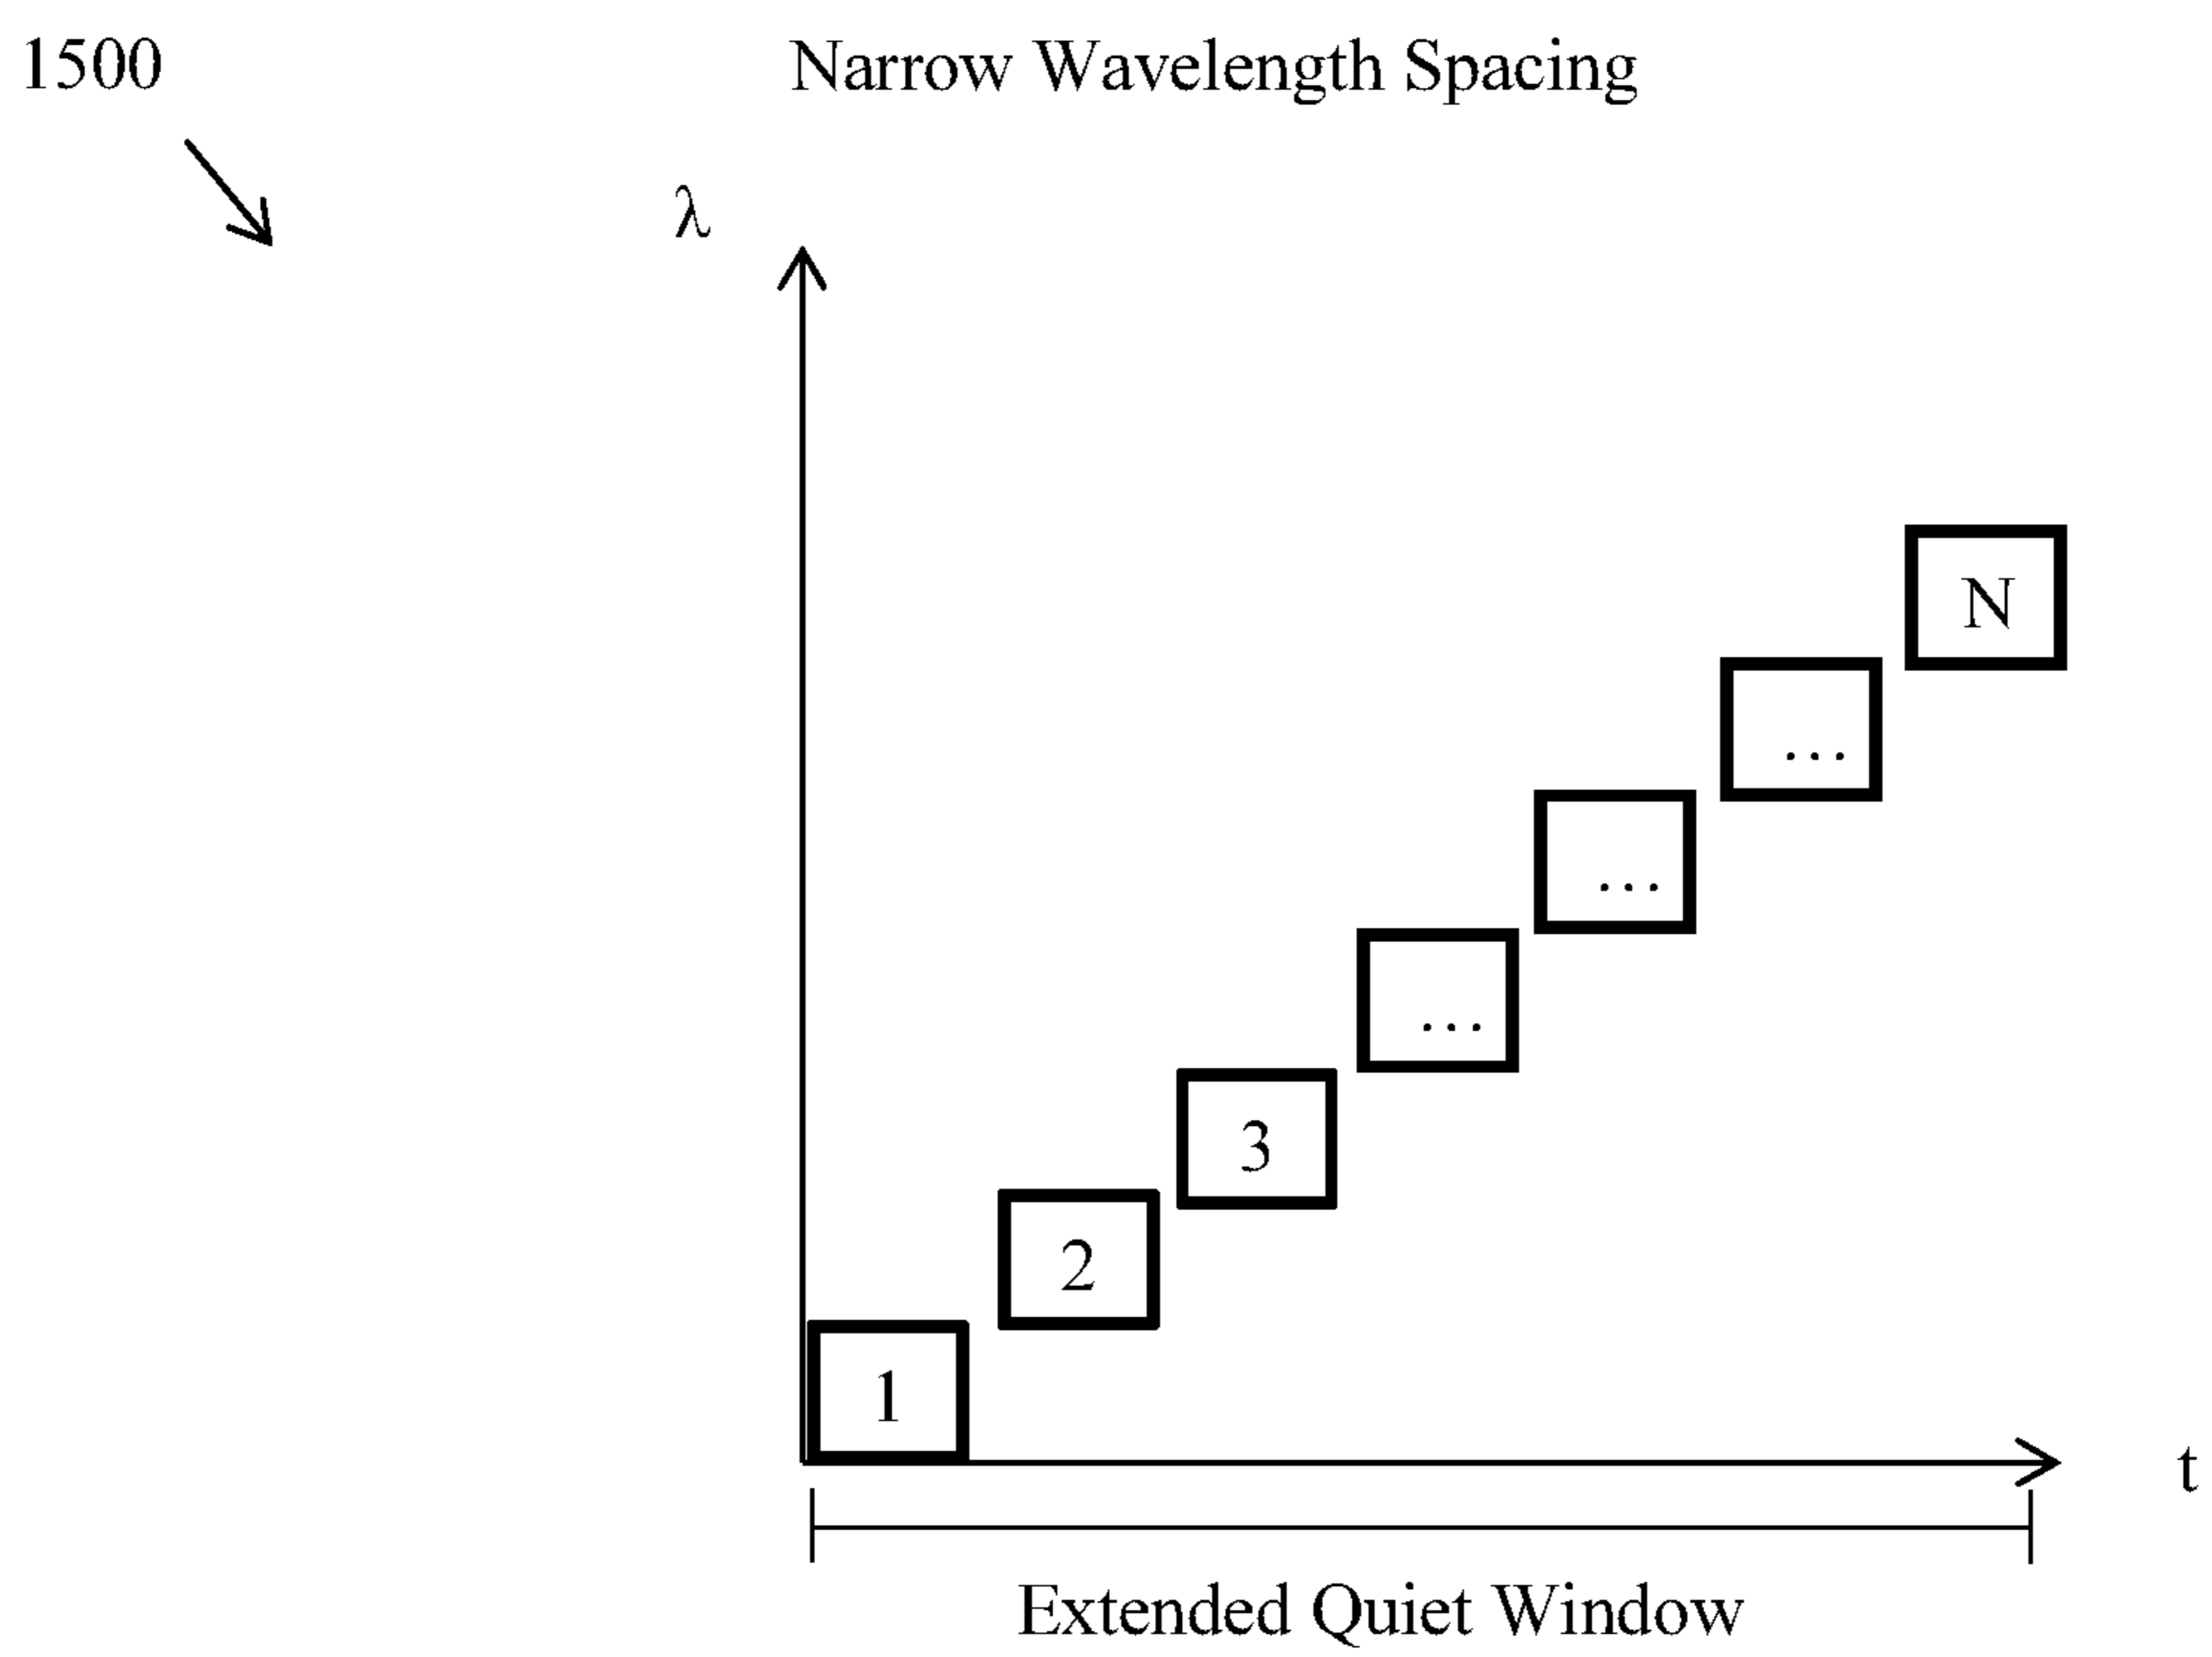 1500
Narrow Wavelength Spacing
λ
N
...
...
...
3
2
1
t
Extended Quiet Window